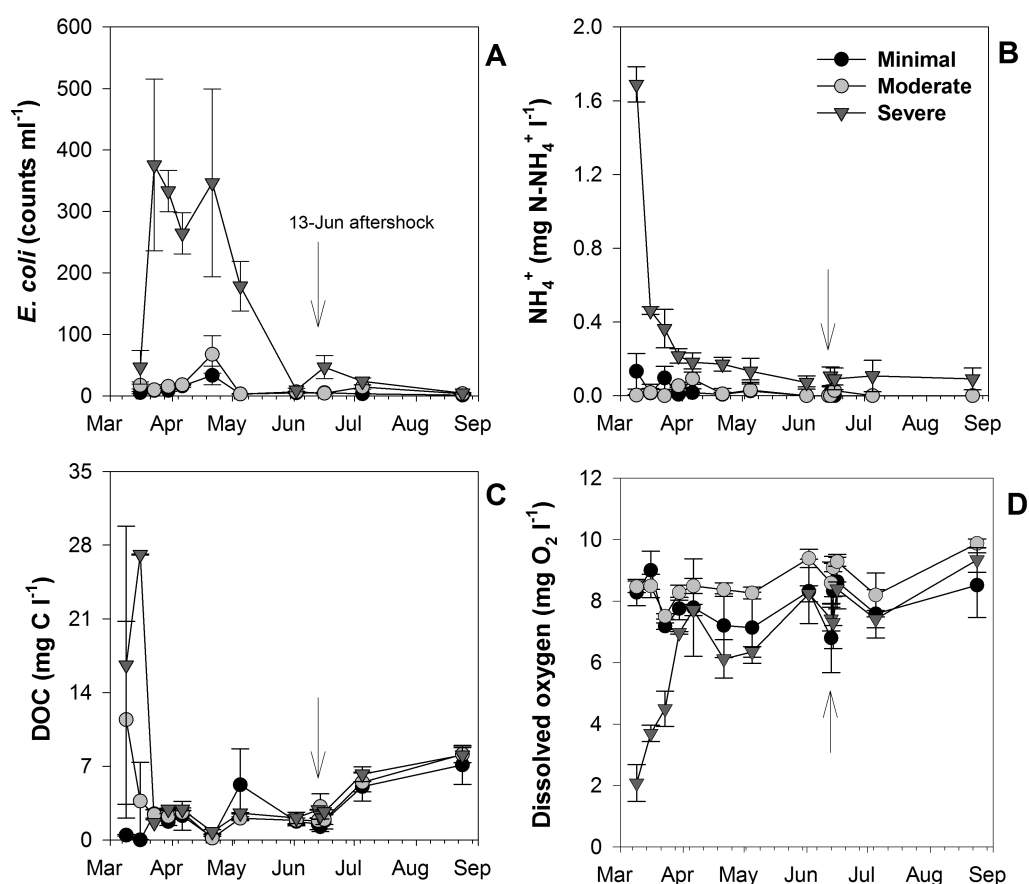 A
E. coli (counts ml⁻¹)
600
500
400
300
200
100
0
13-Jun aftershock
Mar Apr May Jun Jul Aug Sep
B
NH₄⁺ (mg N-NH₄⁺ l⁻¹)
2.0
1.6
1.2
0.8
0.4
0.0
Minimal
Moderate
Severe
Mar Apr May Jun Jul Aug Sep
C
DOC (mg C l⁻¹)
35
28
21
14
7
0
Mar Apr May Jun Jul Aug Sep
D
Dissolved oxygen (mg O₂ l⁻¹)
12
10
8
6
4
2
0
Mar Apr May Jun Jul Aug Sep